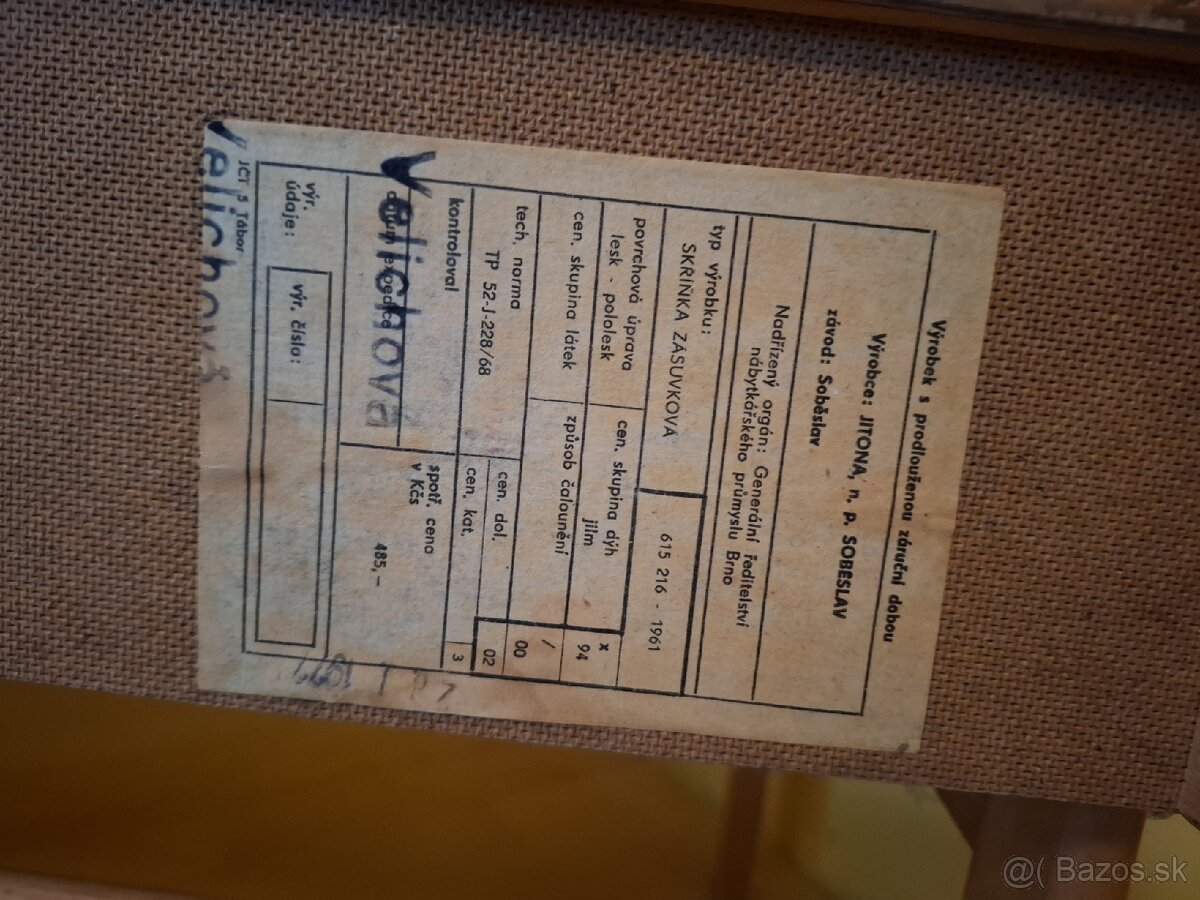 Výrobek s prodlouženou záruční dobou
Výrobce: JITONA, n. p. SOBĚSLAV
závod: Soběslav
Nadřízený orgán: Generální ředitelství
nábytkářského průmyslu Brno
typ výrobku:
SKŘIŇKA ZÁSUVKOVÁ
615 216 - 1961
povrchová úprava
lesk - pololesk
cen. skupina dýh
jilm
x
94
cen. skupina látek
způsob čalounění
/
00
tech. norma
TP 52-J-228/68
cen. dol.
02
cen. kat.
3
kontroloval
Velichová
datum expedice
spotř. cena
v Kčs
485,-
výr.
údaje:
výr. číslo:
JCT 5 Tábor
Velichová
@( Bazos.sk